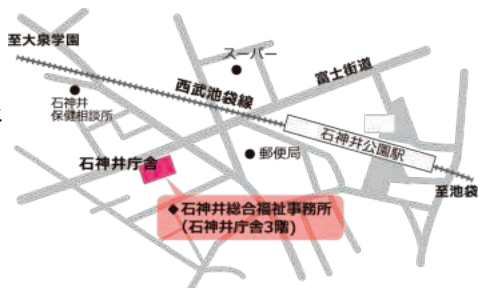 至大泉学園
スーパー
富士街道
西武池袋線
石神井
保健相談所
石神井公園駅
郵便局
石神井庁舎
至池袋
◆石神井総合福祉事務所
(石神井庁舎3階)